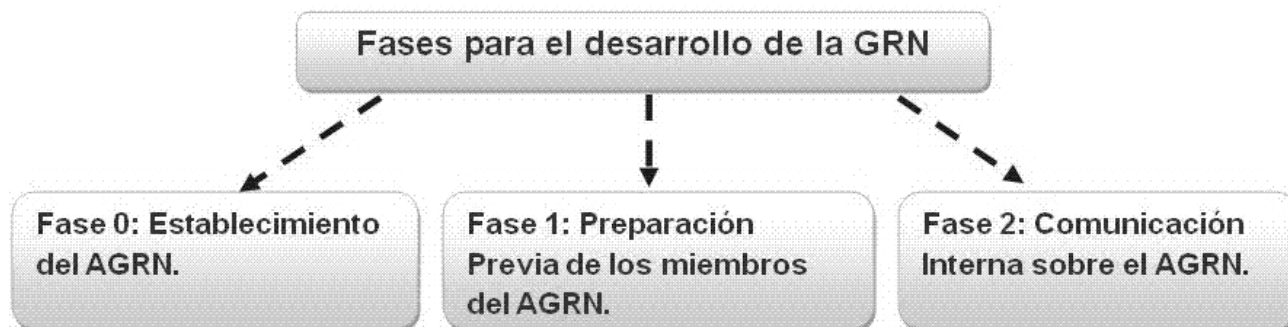 Fases para el desarrollo de la GRN
Fase 0: Establecimiento
del AGRN.
Fase 1: Preparación
Previa de los miembros
del AGRN.
Fase 2: Comunicación
Interna sobre el AGRN.